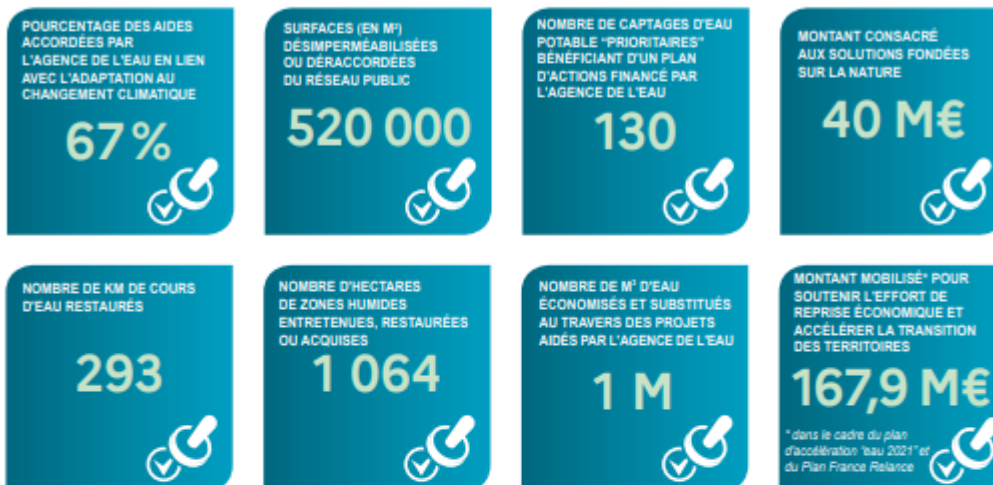 POURCENTAGE DES AIDES
ACCORDÉES PAR
L'AGENCE DE L'EAU EN LIEN
AVEC L'ADAPTATION AU
CHANGEMENT CLIMATIQUE
67 %
SURFACES (EN M²)
DÉSIMPERMÉABILISÉES
OU DÉRACCORDÉES
DU RÉSEAU PUBLIC
520 000
NOMBRE DE CAPTAGES D'EAU
POTABLE "PRIORITAIRES"
BÉNÉFICIANT D'UN PLAN
D'ACTIONS FINANCÉ PAR
L'AGENCE DE L'EAU
130
MONTANT CONSACRÉ
AUX SOLUTIONS FONDÉES
SUR LA NATURE
40 M€
NOMBRE DE KM DE COURS
D'EAU RESTAURÉS
293
NOMBRE D'HECTARES
DE ZONES HUMIDES
ENTRETENUES, RESTAURÉES
OU ACQUISES
1 064
NOMBRE DE M³ D'EAU
ÉCONOMISÉS ET SUBSTITUÉS
AU TRAVERS DES PROJETS
AIDÉS PAR L'AGENCE DE L'EAU
1 M
MONTANT MOBILISÉ* POUR
SOUTENIR L'EFFORT DE
REPRISE ÉCONOMIQUE ET
ACCÉLÉRER LA TRANSITION
DES TERRITOIRES
167,9 M€
* dans le cadre du plan
d'accélération "eau 2021" et
du Plan France Relance